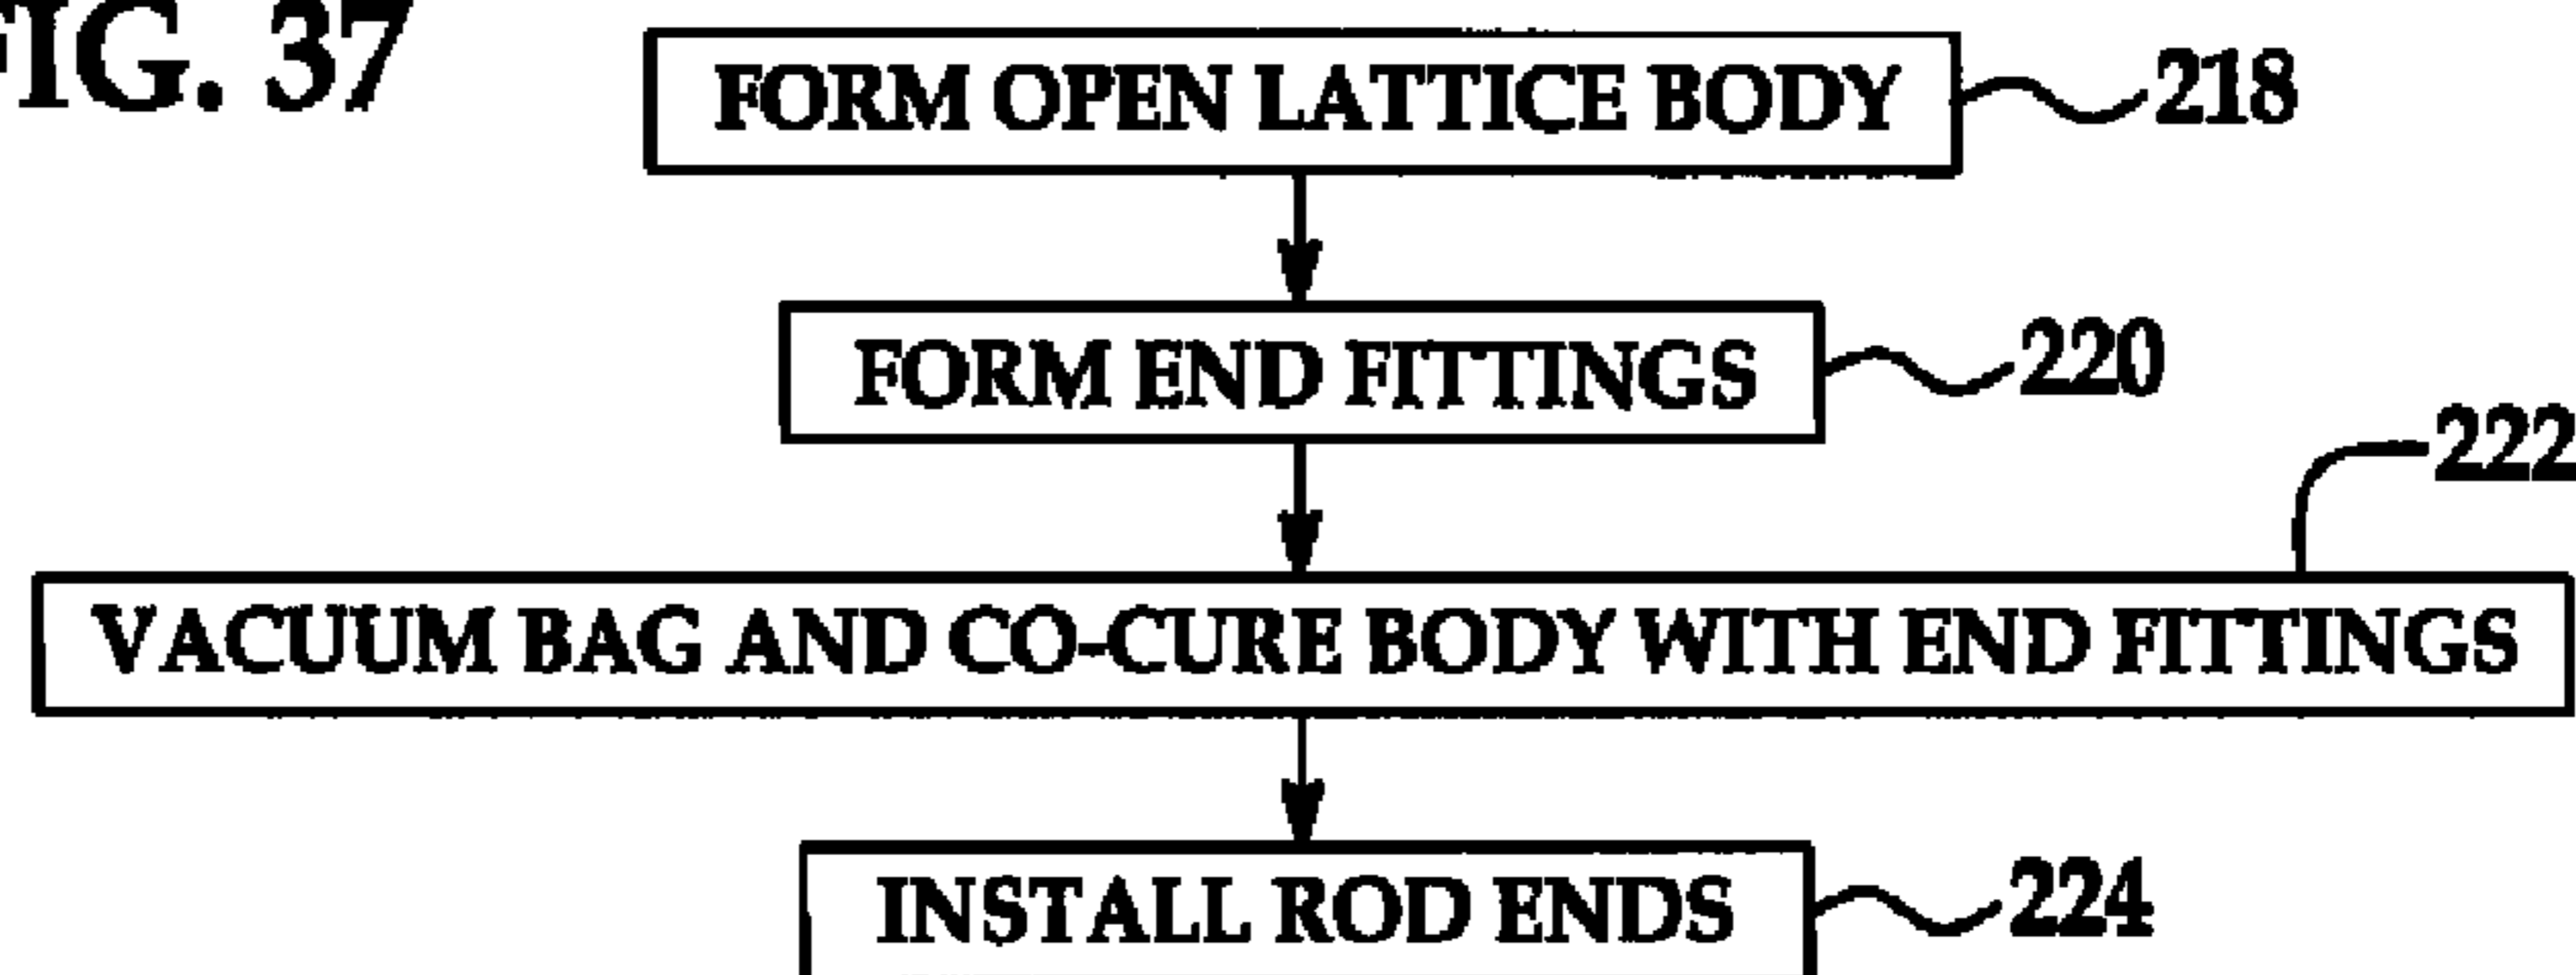 FIG. 37
FORM OPEN LATTICE BODY
218
FORM END FITTINGS
220
222
VACUUM BAG AND CO-CURE BODY WITH END FITTINGS
INSTALL ROD ENDS
224